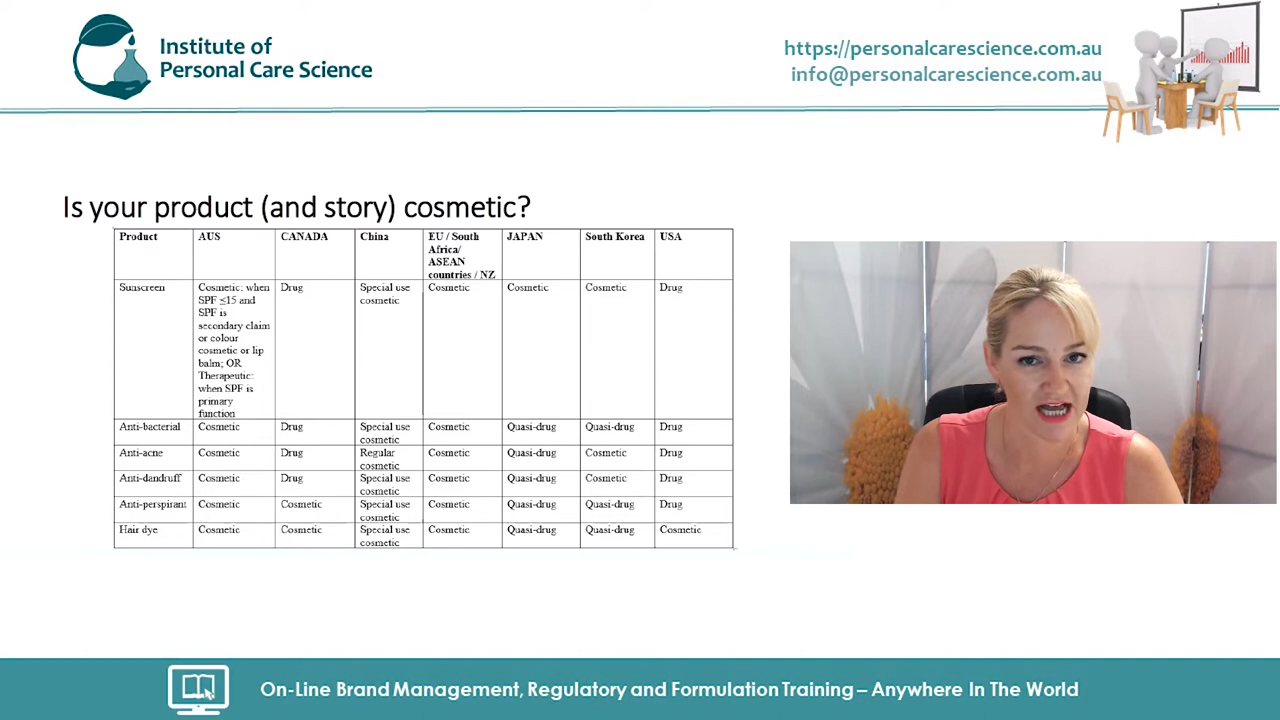 Institute of
Personal Care Science
https://personalcarescience.com.au
info@personalcarescience.com.au
Is your product (and story) cosmetic?
Product AUS CANADA China EU / South JAPAN South Korea USA
Africa/
ASEAN
countries / NZ
Sunscreen Cosmetic: when Drug Special use Cosmetic Cosmetic Cosmetic Drug
SPF ≤15 and cosmetic
SPF is
secondary claim
or colour
cosmetic or lip
balm; OR
Therapeutic:
when SPF is
primary
function
Anti-bacterial Cosmetic Drug Special use Cosmetic Quasi-drug Quasi-drug Drug
cosmetic
Anti-acne Cosmetic Drug Regular Cosmetic Quasi-drug Cosmetic Drug
cosmetic
Anti-dandruff Cosmetic Drug Special use Cosmetic Quasi-drug Cosmetic Drug
cosmetic
Anti-perspirant Cosmetic Cosmetic Special use Cosmetic Quasi-drug Quasi-drug Drug
cosmetic
Hair dye Cosmetic Cosmetic Special use Cosmetic Quasi-drug Quasi-drug Cosmetic
cosmetic
On-Line Brand Management, Regulatory and Formulation Training – Anywhere In The World